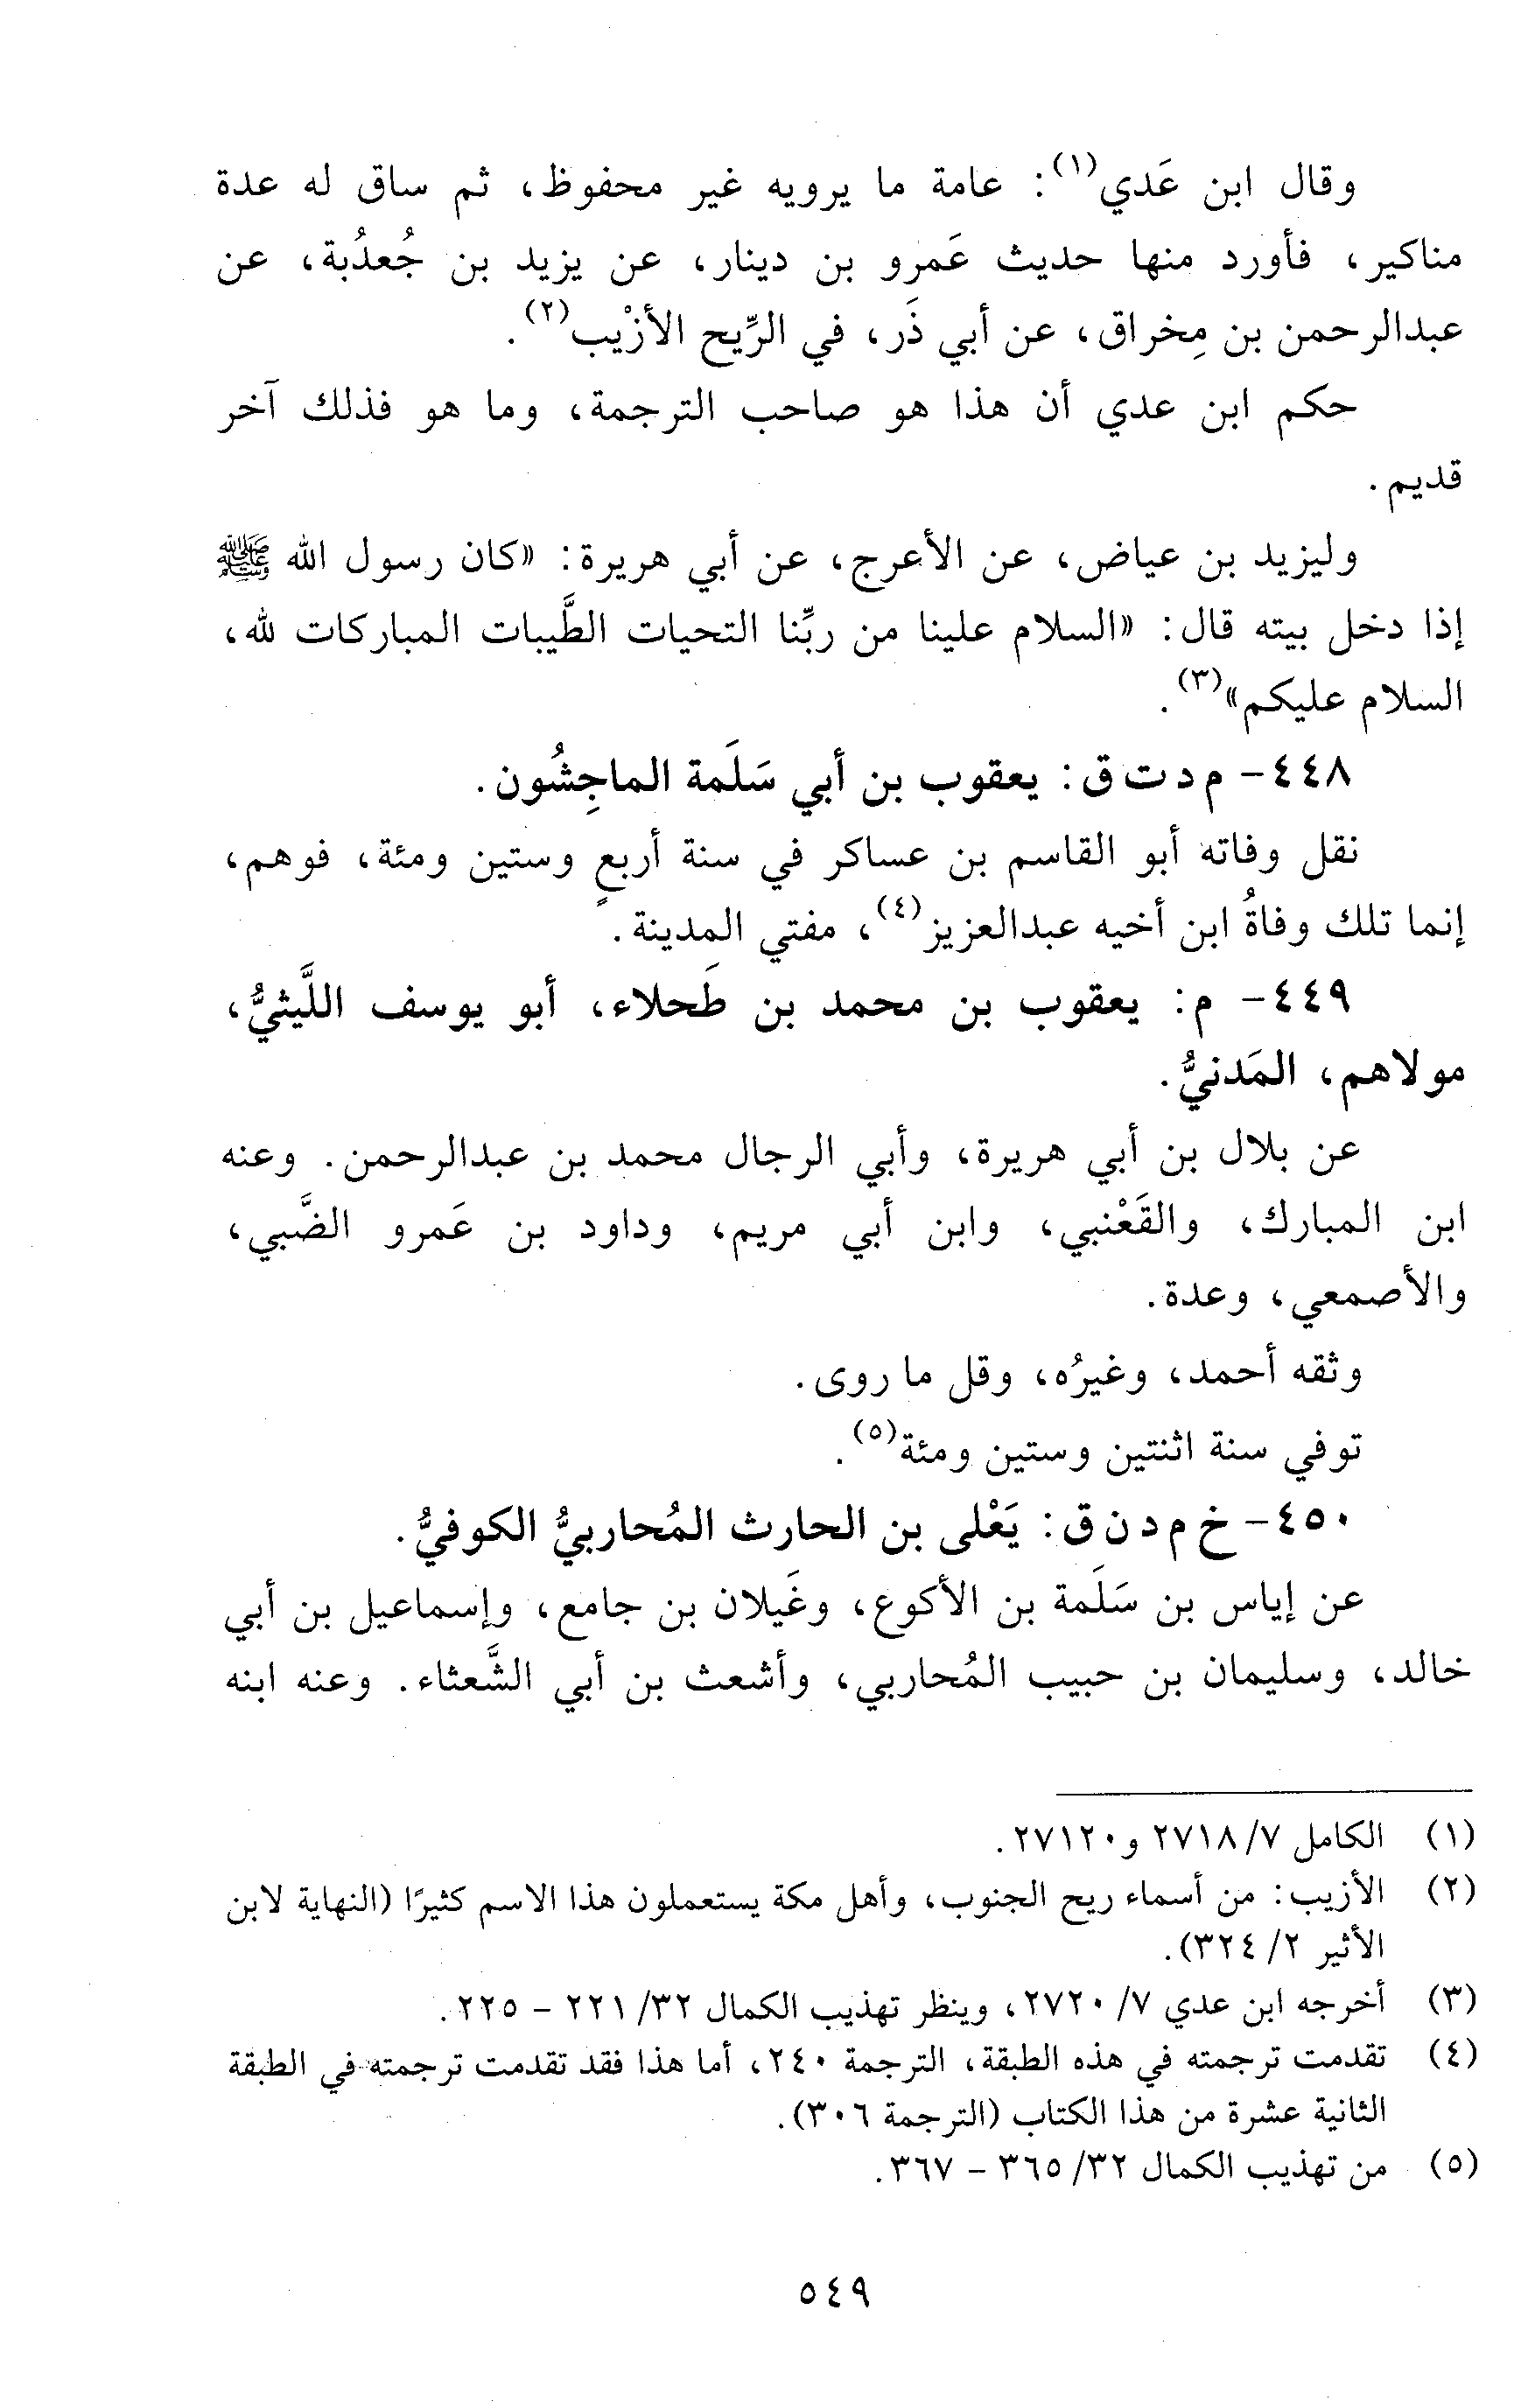 وقال ابن عَدي(١): عامة ما يرويه غير محفوظ، ثم ساق له عدة
مناكير، فأورد منها حديث عَمرو بن دينار، عن يزيد بن جُعدُبة، عن
عبدالرحمن بن مِخراق، عن أبي ذَر، في الرِّيح الأزْيب(٢).
حكم ابن عدي أن هذا هو صاحب الترجمة، وما هو فذلك آخر
قديم.
وليزيد بن عياض، عن الأعرج، عن أبي هريرة: «كان رسول الله ﷺ
إذا دخل بيته قال: «السلام علينا من ربِّنا التحيات الطَّيبات المباركات لله،
السلام عليكم»(٣).
٤٤٨- م د ت ق: يعقوب بن أبي سَلَمة الماجِشُون.
نقل وفاته أبو القاسم بن عساكر في سنة أربعٍ وستين ومئة، فوهم،
إنما تلك وفاةُ ابن أخيه عبدالعزيز(٤)، مفتي المدينة.
٤٤٩- م: يعقوب بن محمد بن طَحلاء، أبو يوسف اللَّيثيُّ،
مولاهم، المَدنيُّ.
عن بلال بن أبي هريرة، وأبي الرجال محمد بن عبدالرحمن. وعنه
ابن المبارك، والقَعْنبي، وابن أبي مريم، وداود بن عَمرو الضَّبي،
والأصمعي، وعدة.
وثقه أحمد، وغيرُه، وقل ما روى.
توفي سنة اثنتين وستين ومئة(٥).
٤٥٠- خ م د ن ق: يَعْلى بن الحارث المُحاربيُّ الكوفيُّ.
عن إياس بن سَلَمة بن الأكوع، وغَيلان بن جامع، وإسماعيل بن أبي
خالد، وسليمان بن حبيب المُحاربي، وأشعث بن أبي الشَّعثاء. وعنه ابنه
(١) الكامل ٧/ ٢٧١٨ و٢٧١٢٠.
(٢) الأزيب: من أسماء ريح الجنوب، وأهل مكة يستعملون هذا الاسم كثيرًا (النهاية لابن
الأثير ٢/ ٣٢٤).
(٣) أخرجه ابن عدي ٧/ ٢٧٢٠، وينظر تهذيب الكمال ٣٢/ ٢٢١ - ٢٢٥.
(٤) تقدمت ترجمته في هذه الطبقة، الترجمة ٢٤٠، أما هذا فقد تقدمت ترجمته في الطبقة
الثانية عشرة من هذا الكتاب (الترجمة ٣٠٦).
(٥) من تهذيب الكمال ٣٢/ ٣٦٥ - ٣٦٧.
٥٤٩